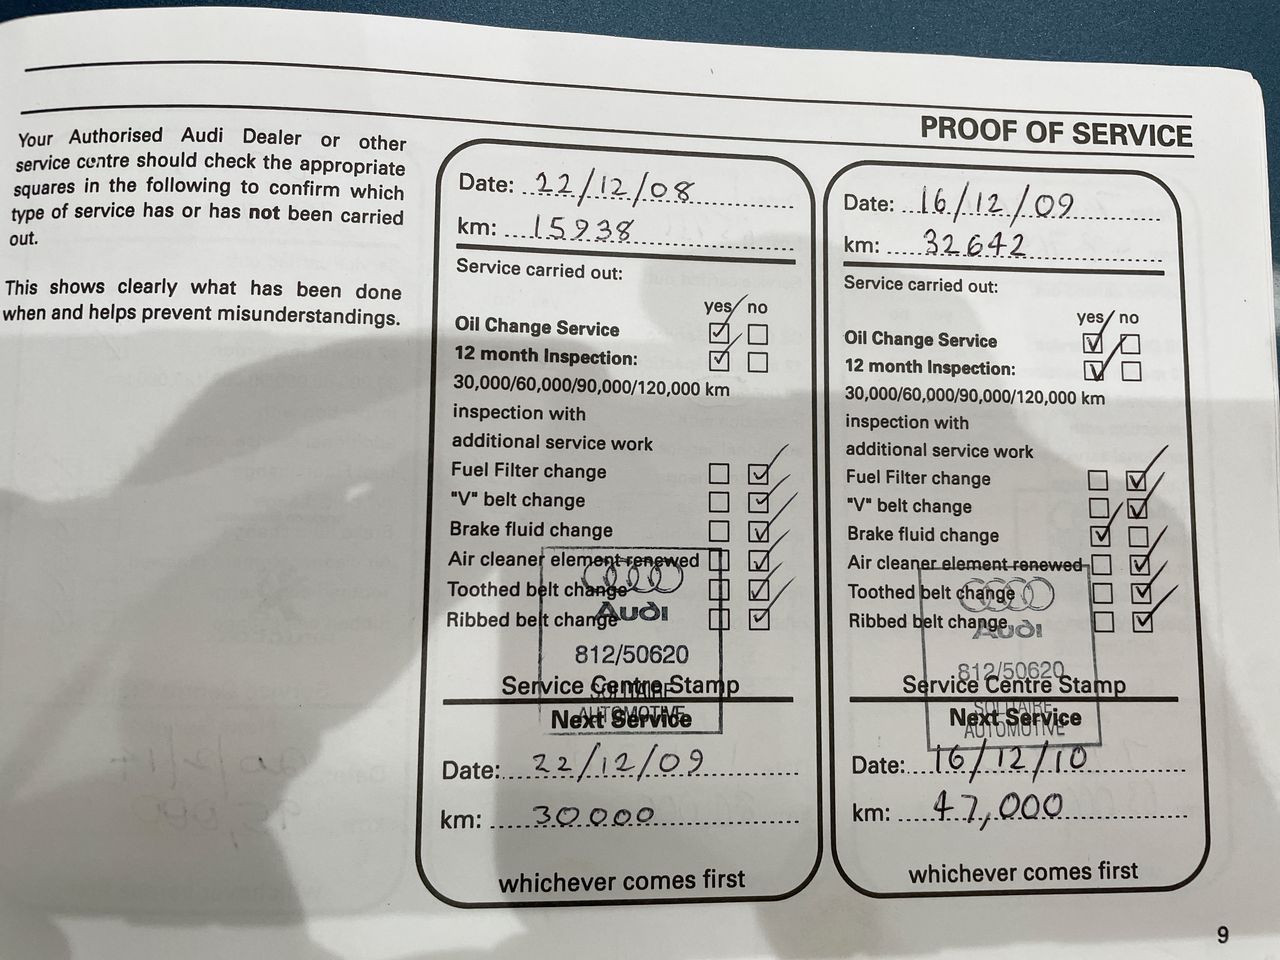 PROOF OF SERVICE
Your Authorised Audi Dealer or other
service centre should check the appropriate
squares in the following to confirm which
type of service has or has not been carried
out.
This shows clearly what has been done
when and helps prevent misunderstandings.
Date: 22/12/08
km: 15938
Service carried out:
yes no
Oil Change Service
12 month Inspection:
30,000/60,000/90,000/120,000 km
inspection with
additional service work
Fuel Filter change
"V" belt change
Brake fluid change
Air cleaner element renewed
Toothed belt change
Ribbed belt change
Audi
812/50620
SOLITAIRE
AUTOMOTIVE
Service Centre Stamp
Next Service
Date: 22/12/09
km: 30000
whichever comes first
Date: 16/12/09
km: 32642
Service carried out:
yes no
Oil Change Service
12 month Inspection:
30,000/60,000/90,000/120,000 km
inspection with
additional service work
Fuel Filter change
"V" belt change
Brake fluid change
Air cleaner element renewed
Toothed belt change
Ribbed belt change
Audi
812/50620
SOLITAIRE
AUTOMOTIVE
Service Centre Stamp
Next Service
Date: 16/12/10
km: 47,000
whichever comes first
9